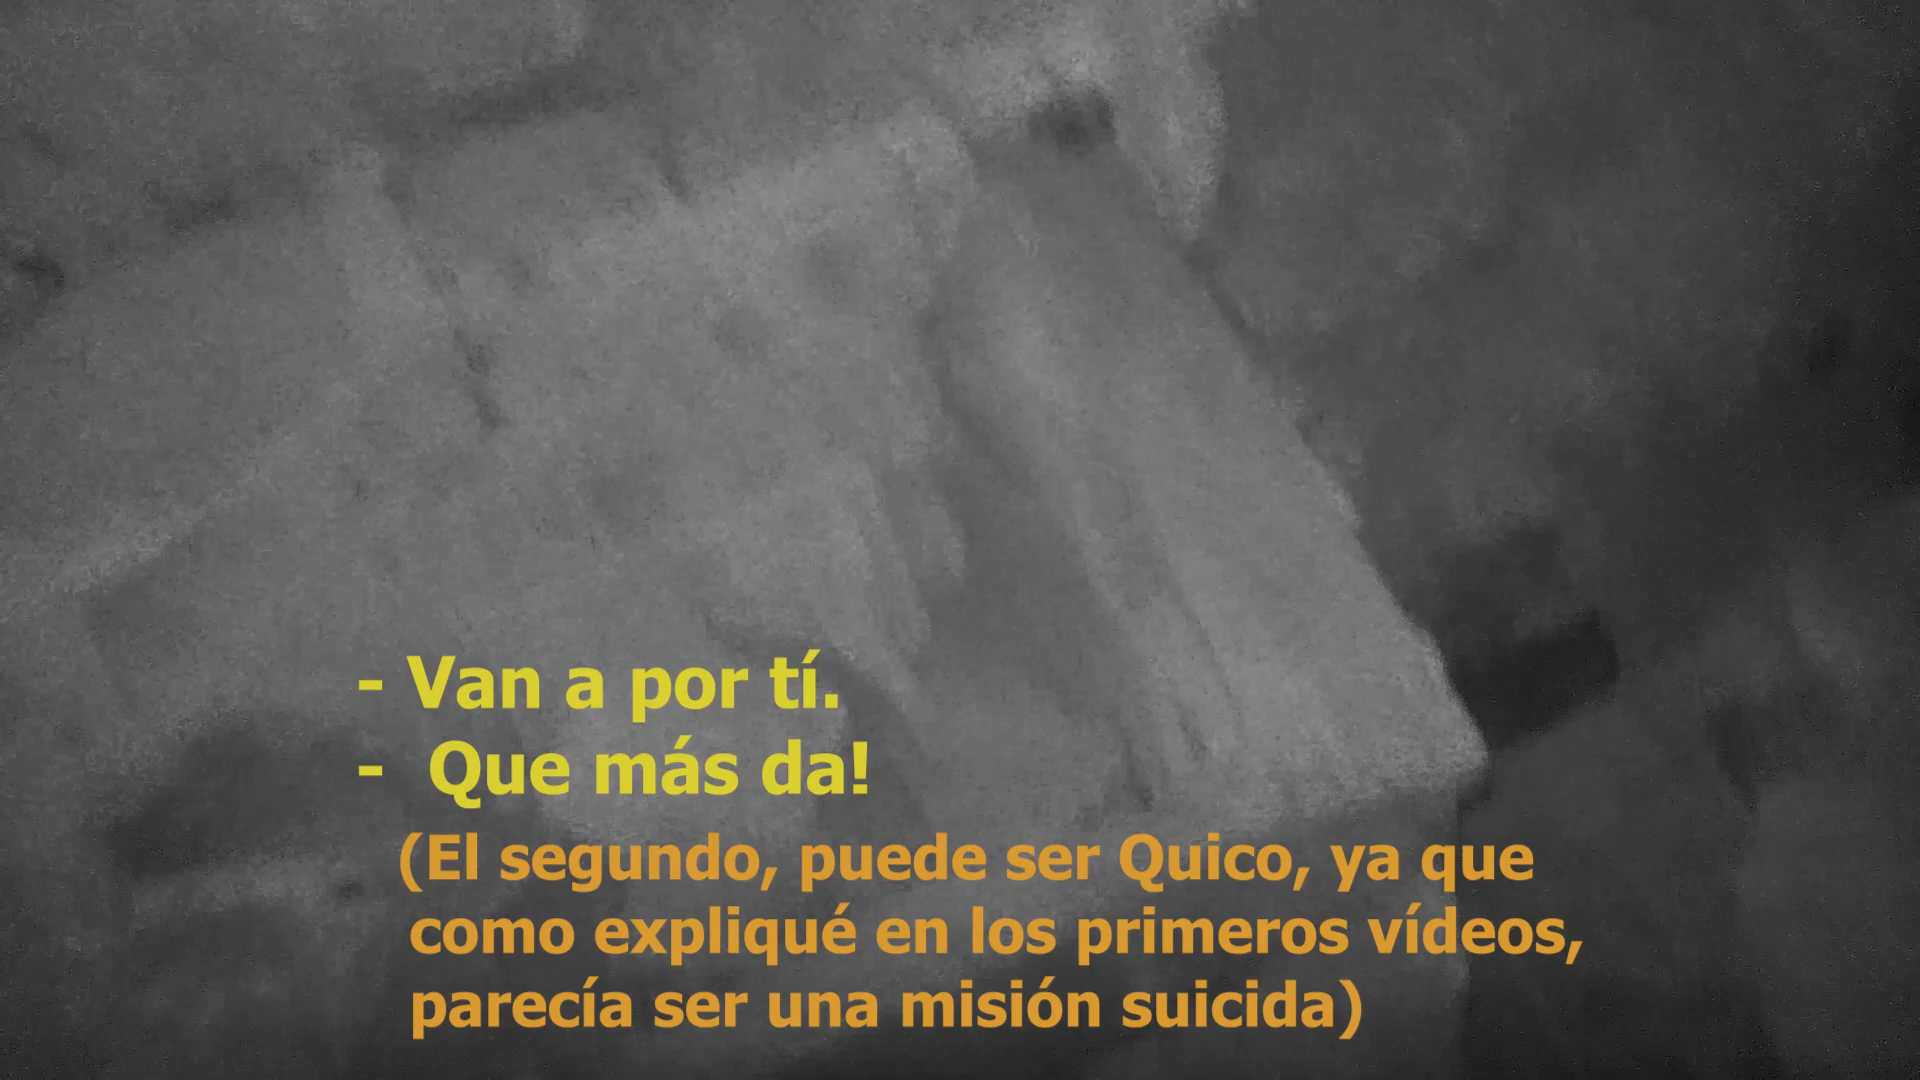 - Van a por tí.
- Que más da!
(El segundo, puede ser Quico, ya que
como expliqué en los primeros vídeos,
parecía ser una misión suicida)